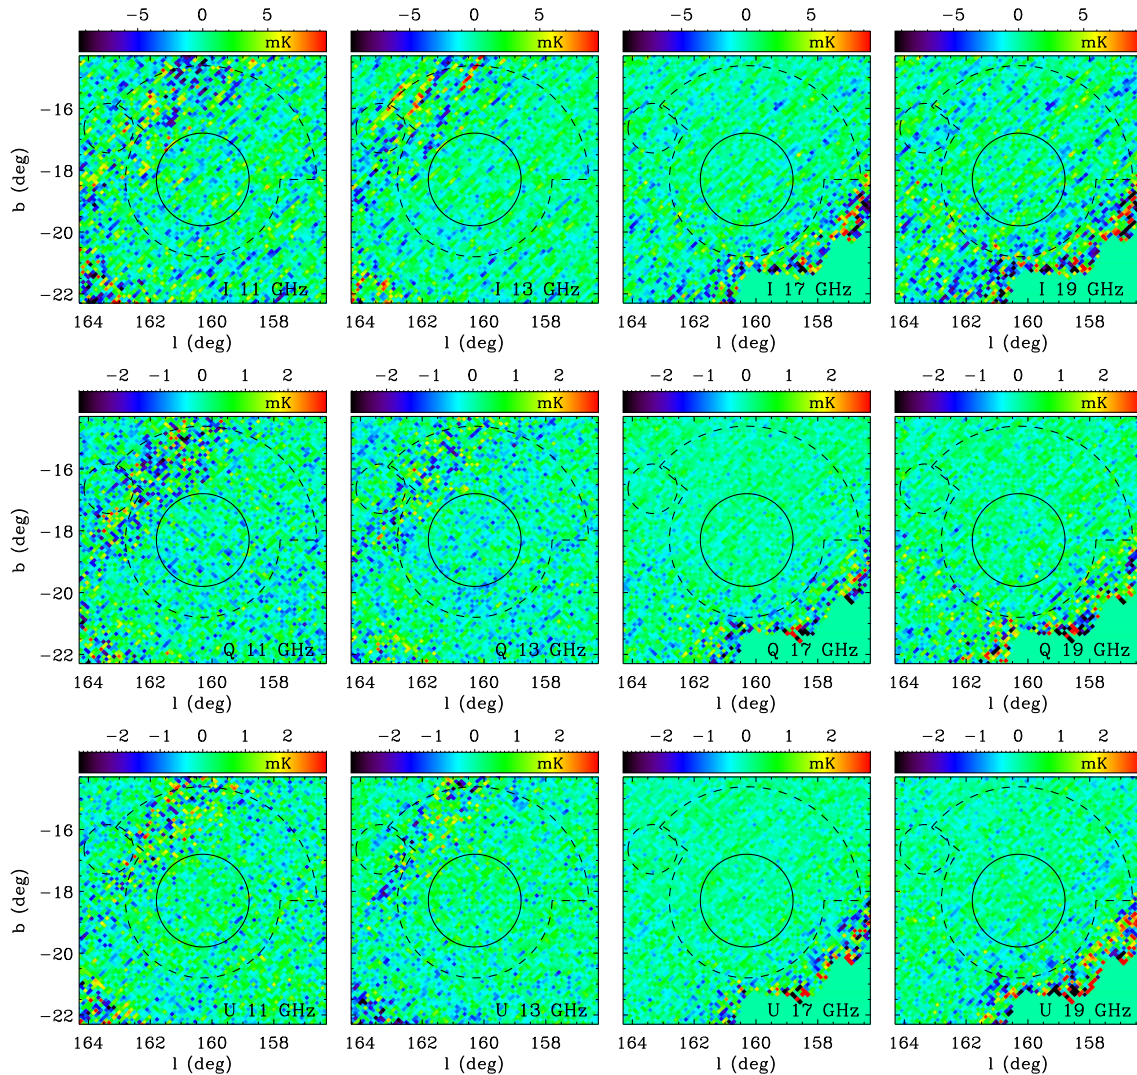 −5 0 5 −5 0 5 −5 0 5 −5 0 5
mK mK mK mK
−16
−18
−20
−22
b (deg)
I 11 GHz I 13 GHz I 17 GHz I 19 GHz
164 162 160 158 164 162 160 158 164 162 160 158 164 162 160 158
l (deg) l (deg) l (deg) l (deg)
−2 −1 0 1 2 −2 −1 0 1 2 −2 −1 0 1 2 −2 −1 0 1 2
mK mK mK mK
−16
−18
−20
−22
b (deg)
Q 11 GHz Q 13 GHz Q 17 GHz Q 19 GHz
164 162 160 158 164 162 160 158 164 162 160 158 164 162 160 158
l (deg) l (deg) l (deg) l (deg)
−2 −1 0 1 2 −2 −1 0 1 2 −2 −1 0 1 2 −2 −1 0 1 2
mK mK mK mK
−16
−18
−20
−22
b (deg)
U 11 GHz U 13 GHz U 17 GHz U 19 GHz
164 162 160 158 164 162 160 158 164 162 160 158 164 162 160 158
l (deg) l (deg) l (deg) l (deg)